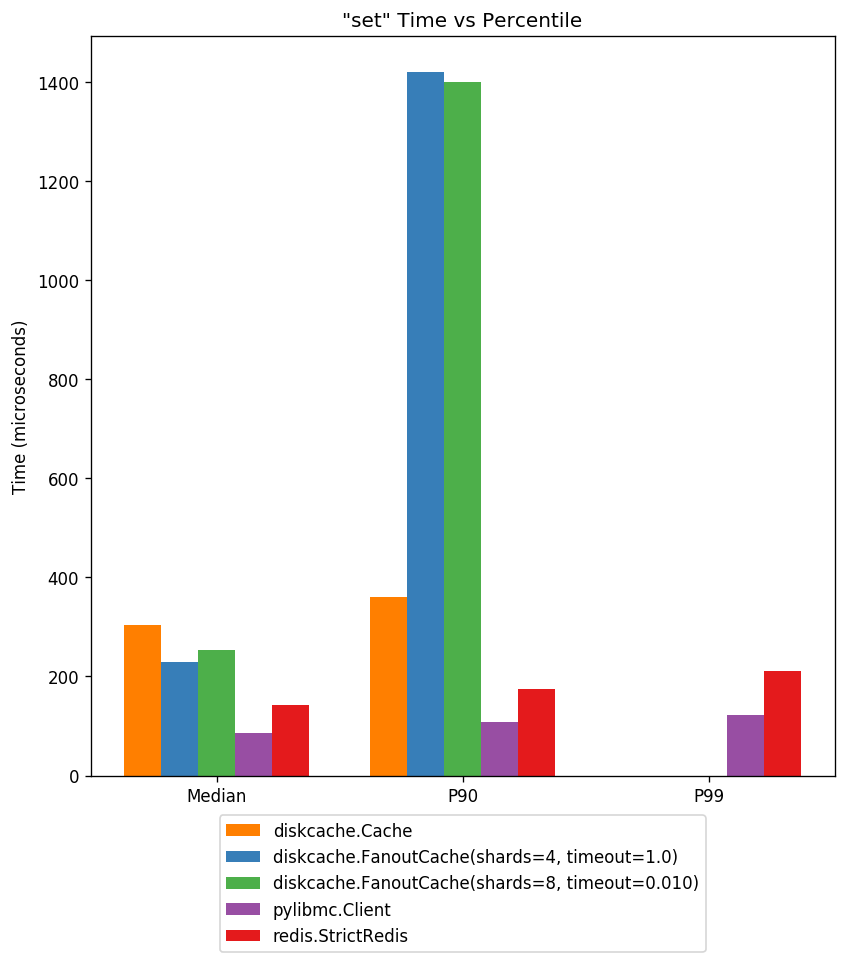 "set" Time vs Percentile
Time (microseconds)
1400
1200
1000
800
600
400
200
0
Median P90 P99
diskcache.Cache
diskcache.FanoutCache(shards=4, timeout=1.0)
diskcache.FanoutCache(shards=8, timeout=0.010)
pylibmc.Client
redis.StrictRedis